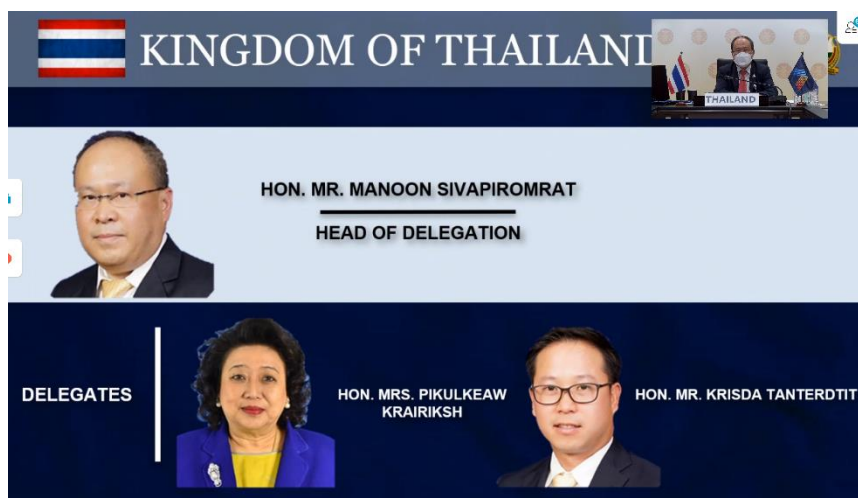 KINGDOM OF THAILAND
THAILAND
HON. MR. MANOON SIVAPIROMRAT
HEAD OF DELEGATION
DELEGATES
HON. MRS. PIKULKEAW
KRAIRIKSH
HON. MR. KRISDA TANTERDTIT